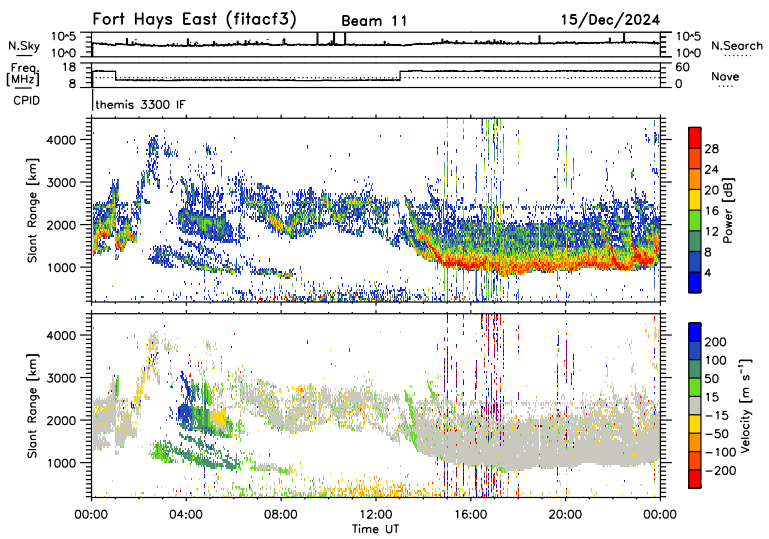 Fort Hays East (fitacf3) Beam 11 15/Dec/2024
N.Sky 10^5 10^0 10^5 10^0 N.Search
Freq. [MHz] 18 8 60 0 Nave
CPID themis 3300 IF
Slant Range [km] 4000 3000 2000 1000
Power [dB] 28 24 20 16 12 8 4
Slant Range [km] 4000 3000 2000 1000
Velocity [m s⁻¹] 200 100 50 15 −15 −50 −100 −200
00:00 04:00 08:00 12:00 16:00 20:00 00:00
Time UT